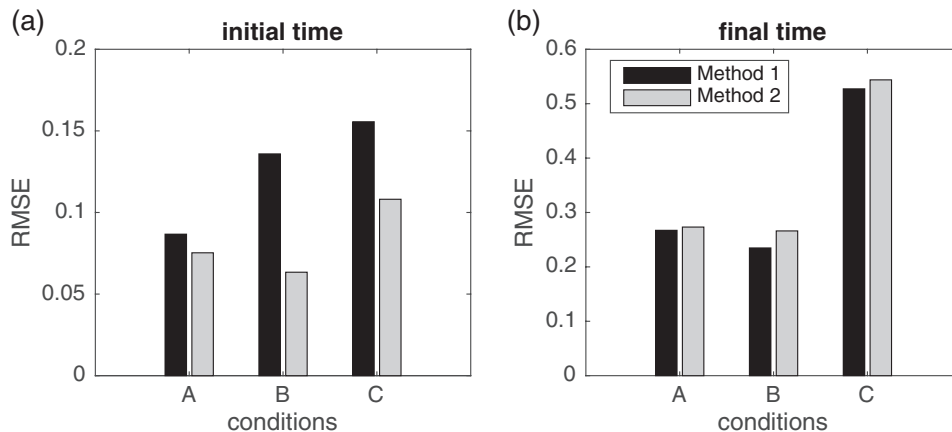 (a)
initial time
0.2
0.15
0.1
0.05
0
RMSE
A B C
conditions
(b)
final time
0.6
0.5
0.4
0.3
0.2
0.1
0
RMSE
Method 1
Method 2
A B C
conditions